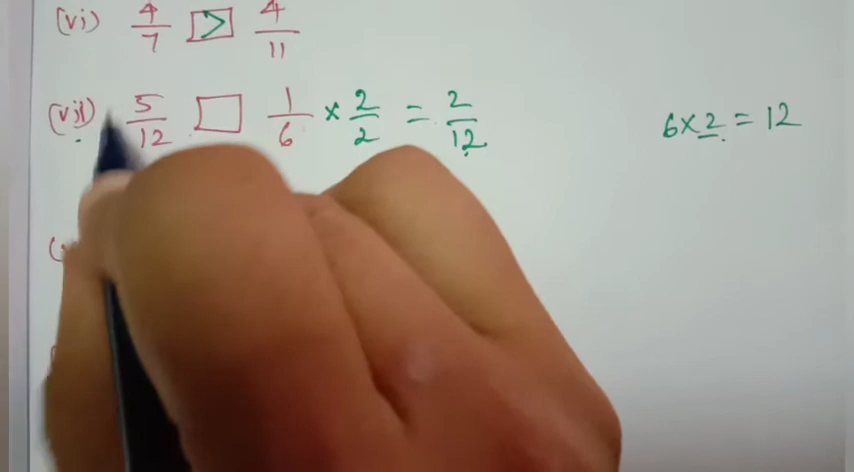 (vi) 4/7 > 4/11
(vii) 5/12 □ 1/6 × 2/2 = 2/12 6×2 = 12